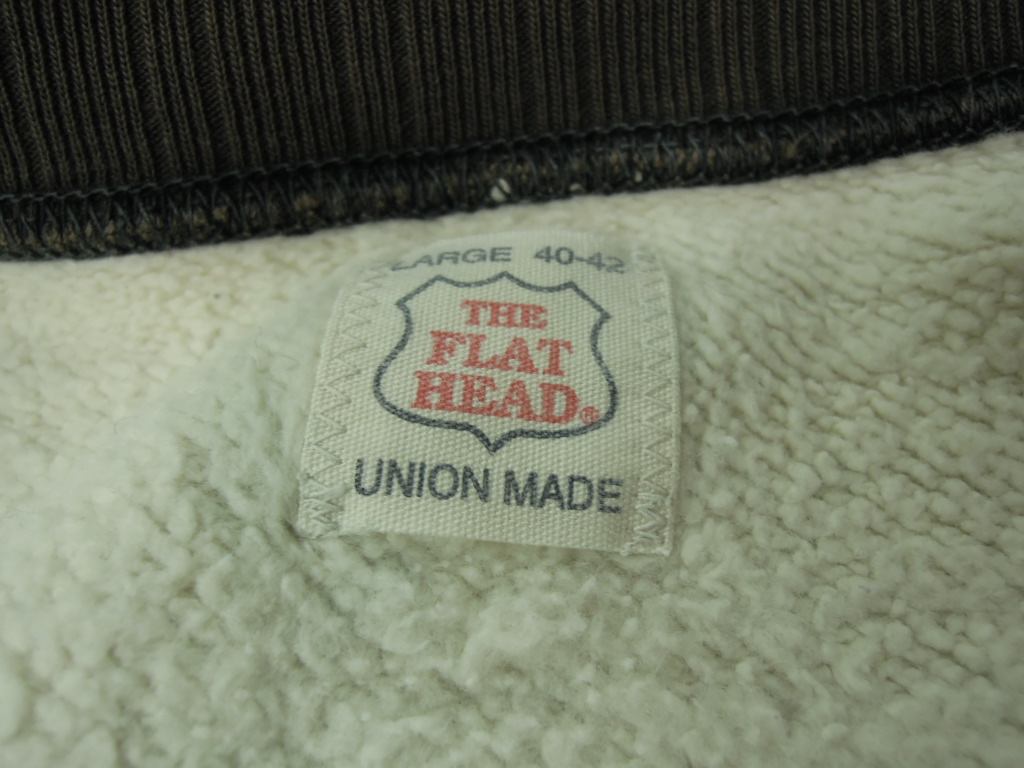 LARGE 40-42
THE
FLAT
HEAD®
UNION MADE